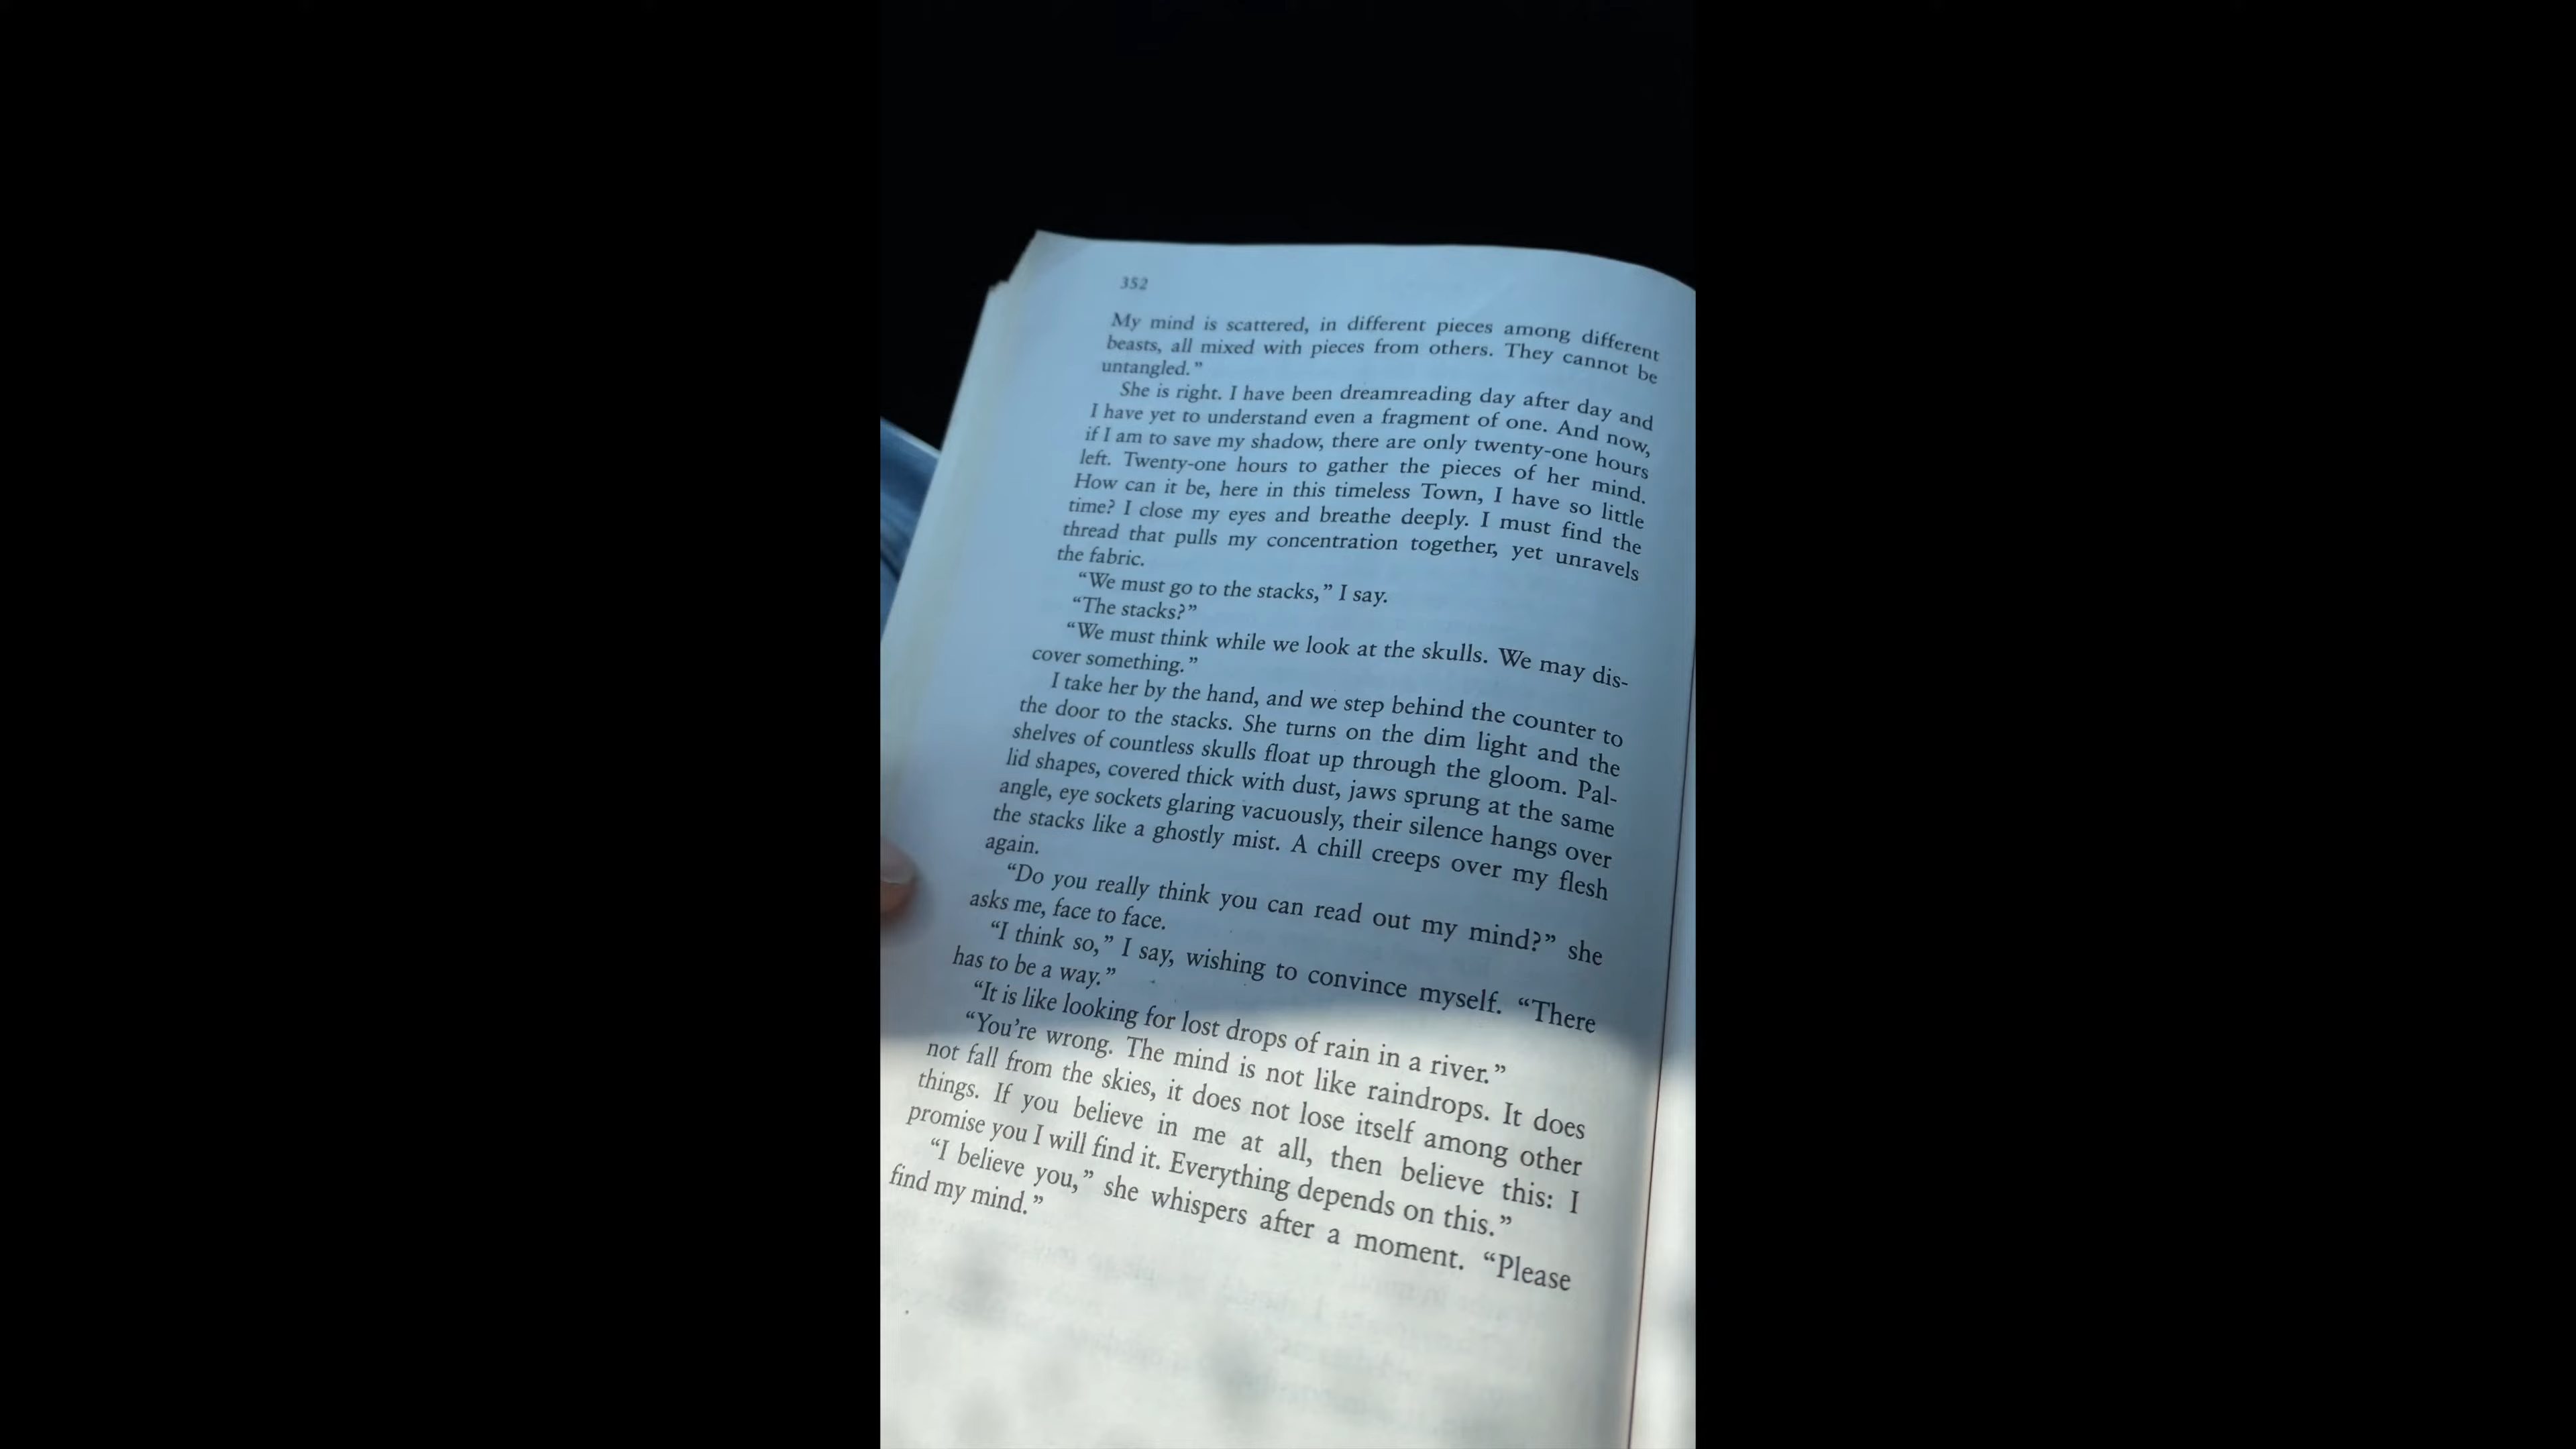 352
My mind is scattered, in different pieces among different
beasts, all mixed with pieces from others. They cannot be
untangled.”
She is right. I have been dreamreading day after day and
I have yet to understand even a fragment of one. And now,
if I am to save my shadow, there are only twenty-one hours
left. Twenty-one hours to gather the pieces of her mind.
How can it be, here in this timeless Town, I have so little
time? I close my eyes and breathe deeply. I must find the
thread that pulls my concentration together, yet unravels
the fabric.
“We must go to the stacks,” I say.
“The stacks?”
“We must think while we look at the skulls. We may dis-
cover something.”
I take her by the hand, and we step behind the counter to
the door to the stacks. She turns on the dim light and the
shelves of countless skulls float up through the gloom. Pal-
lid shapes, covered thick with dust, jaws sprung at the same
angle, eye sockets glaring vacuously, their silence hangs over
the stacks like a ghostly mist. A chill creeps over my flesh
again.
“Do you really think you can read out my mind?” she
asks me, face to face.
“I think so,” I say, wishing to convince myself. “There
has to be a way.”
“It is like looking for lost drops of rain in a river.”
“You're wrong. The mind is not like raindrops. It does
not fall from the skies, it does not lose itself among other
things. If you believe in me at all, then believe this: I
promise you I will find it. Everything depends on this.”
“I believe you,” she whispers after a moment. “Please
find my mind.”